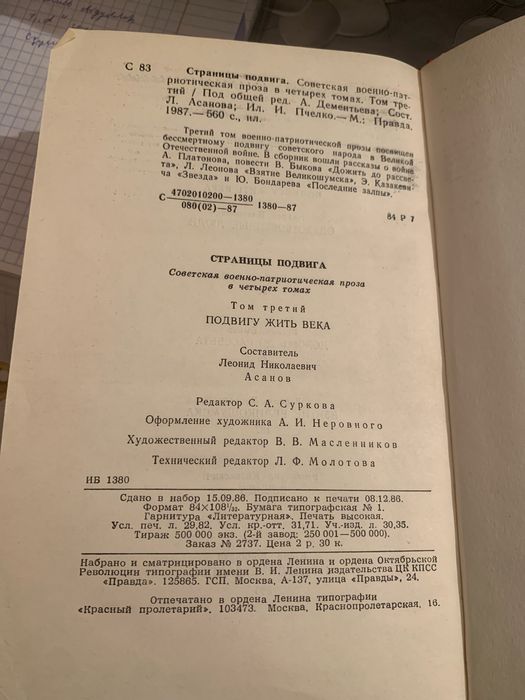 С 83
Страницы подвига. Советская военно-пат-
риотическая проза в четырех томах. Том тре-
тий / Под общей ред. А. Дементьева; Сост.
Л. Асанова; Ил. И. Пчелко.— М.: Правда,
1987.— 560 с., ил.
Третий том военно-патриотической прозы посвящен
бессмертному подвигу советского народа в Великой
Отечественной войне. В сборник вошли рассказы о войне
А. Платонова, повести В. Быкова «Дожить до рассве-
та», Л. Леонова «Взятие Великошумска», Э. Казакеви-
ча «Звезда» и Ю. Бондарева «Последние залпы».
С 4702010200—1380
080(02)—87
1380—87
84 Р 7
СТРАНИЦЫ ПОДВИГА
Советская военно-патриотическая проза
в четырех томах
Том третий
ПОДВИГУ ЖИТЬ ВЕКА
Составитель
Леонид Николаевич
Асанов
Редактор С. А. Суркова
Оформление художника А. И. Неровного
Художественный редактор В. В. Масленников
Технический редактор Л. Ф. Молотова
ИБ 1380
Сдано в набор 15.09.86. Подписано к печати 08.12.86.
Формат 84×108¹/₃₂. Бумага типографская № 1.
Гарнитура «Литературная». Печать высокая.
Усл. печ. л. 29,82. Усл. кр.-отт. 31,71. Уч.-изд. л. 30,35.
Тираж 500 000 экз. (2-й завод: 250 001—500 000).
Заказ № 2737. Цена 2 р. 30 к.
Набрано и сматрицировано в ордена Ленина и ордена Октябрьской
Революции типографии имени В. И. Ленина издательства ЦК КПСС
«Правда». 125865. ГСП. Москва, А-137, улица «Правды», 24.
Отпечатано в ордена Ленина типографии
«Красный пролетарий». 103473. Москва, Краснопролетарская, 16.